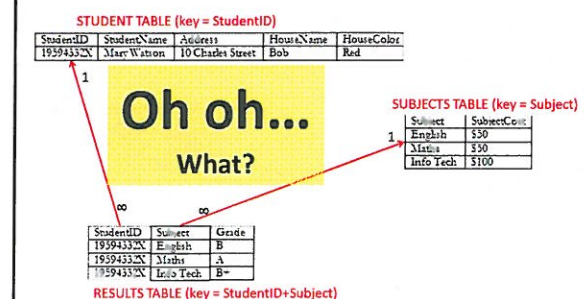 STUDENT TABLE (key = StudentID)
StudentID StudentName Address HouseName HouseColor
19594332X Mary Watson 10 Charles Street Bob Red
1
Oh oh...
What?
SUBJECTS TABLE (key = Subject)
Subject SubjectCost
English $50
Maths $50
Info Tech $100
1
∞ ∞
StudentID Subject Grade
19594332X English B
19594332X Maths A
19594332X Info Tech B+
RESULTS TABLE (key = StudentID+Subject)